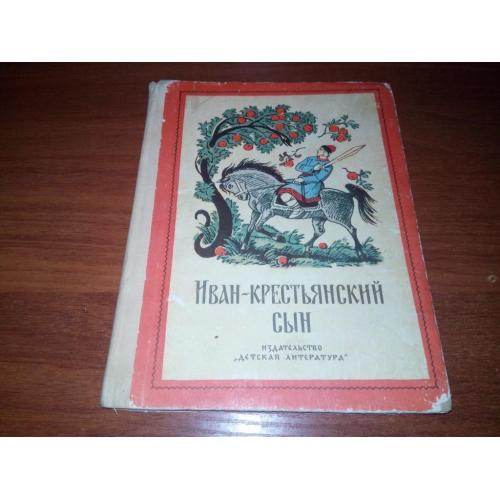 Иван-крестьянский
сын
издательство
„Детская литература"